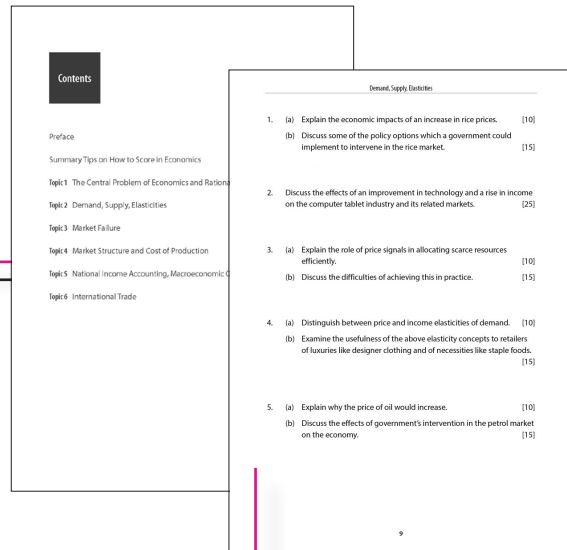 Contents
Preface
Summary Tips on How to Score in Economics
Topic 1 The Central Problem of Economics and
Topic 2 Demand, Supply, Elasticities
Topic 3 Market Failure
Topic 4 Market Structure and Cost of Production
Topic 5 National Income Accounting, Macroeconomic
Topic 6 International Trade
Demand, Supply, Elasticities
1. (a) Explain the economic impacts of an increase in rice prices. [10]
(b) Discuss some of the policy options which a government could
implement to intervene in the rice market. [15]
2. Discuss the effects of an improvement in technology and a rise in income
on the computer tablet industry and its related markets. [25]
3. (a) Explain the role of price signals in allocating scarce resources
efficiently. [10]
(b) Discuss the difficulties of achieving this in practice. [15]
4. (a) Distinguish between price and income elasticities of demand. [10]
(b) Examine the usefulness of the above elasticity concepts to retailers
of luxuries like designer clothing and of necessities like staple foods.
[15]
5. (a) Explain why the price of oil would increase. [10]
(b) Discuss the effects of government's intervention in the petrol market
on the economy. [15]
9